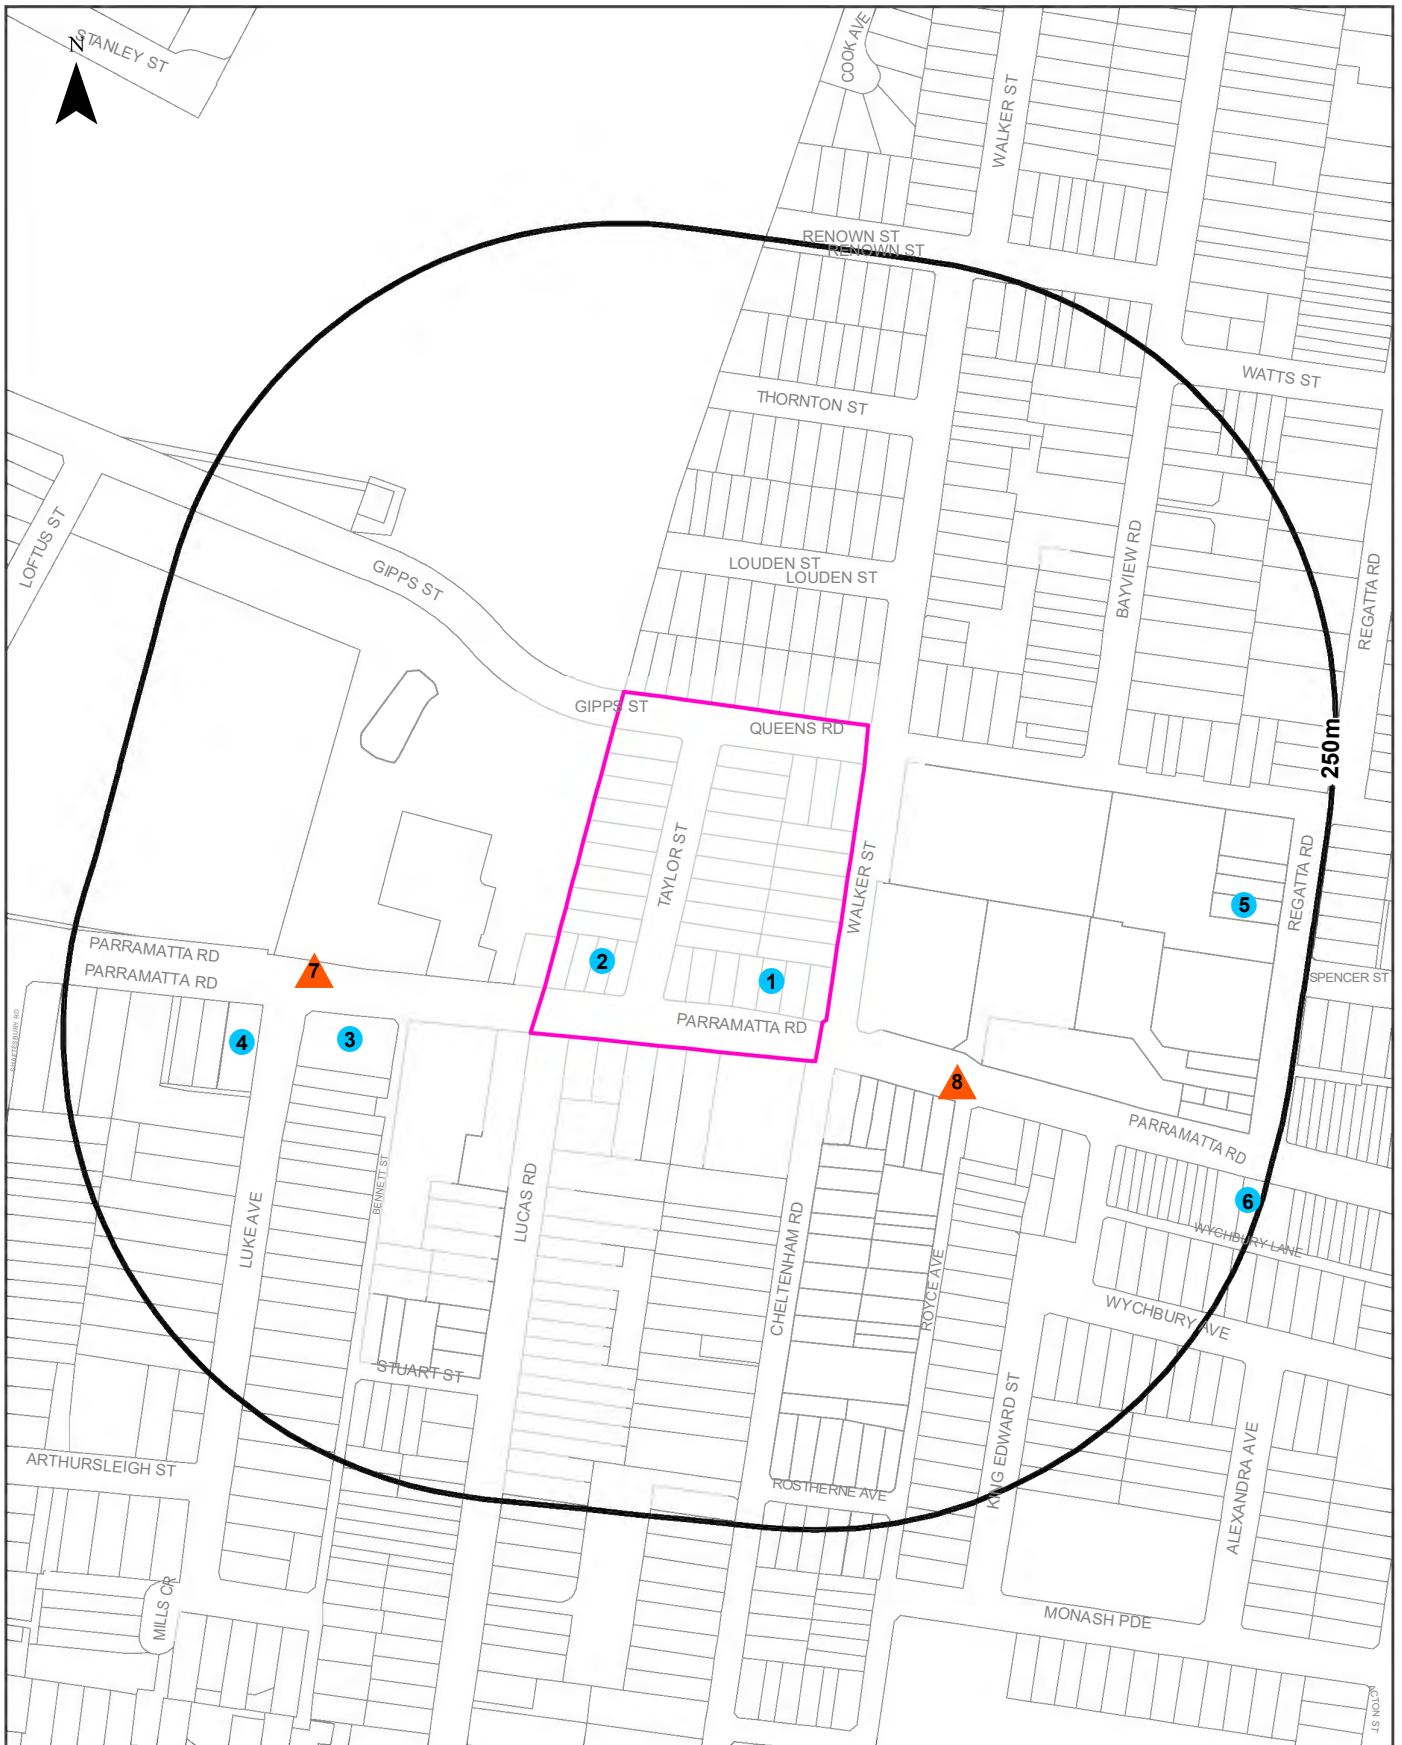 N
STANLEY ST
COOK AVE
WALKER ST
RENOWN ST
RENOWN ST
WATTS ST
THORNTON ST
LOFTUS ST
GIPPS ST
BAYVIEW RD
REGATTA RD
LOUDEN ST
LOUDEN ST
GIPPS ST
QUEENS RD
250m
TAYLOR ST
WALKER ST
REGATTA RD
5
PARRAMATTA RD
PARRAMATTA RD
7
2
1
SPENCER ST
PARRAMATTA RD
SHAFTESBURY RD
4
3
8
PARRAMATTA RD
BENNETT ST
LUKE AVE
LUCAS RD
CHELTENHAM RD
6
WYCHBURY LANE
ROYCE AVE
WYCHBURY AVE
STUART ST
KING EDWARD ST
ARTHURSLEIGH ST
ROSTHERNE AVE
ALEXANDRA AVE
MILLS CR
MONASH PDE
ACTON ST